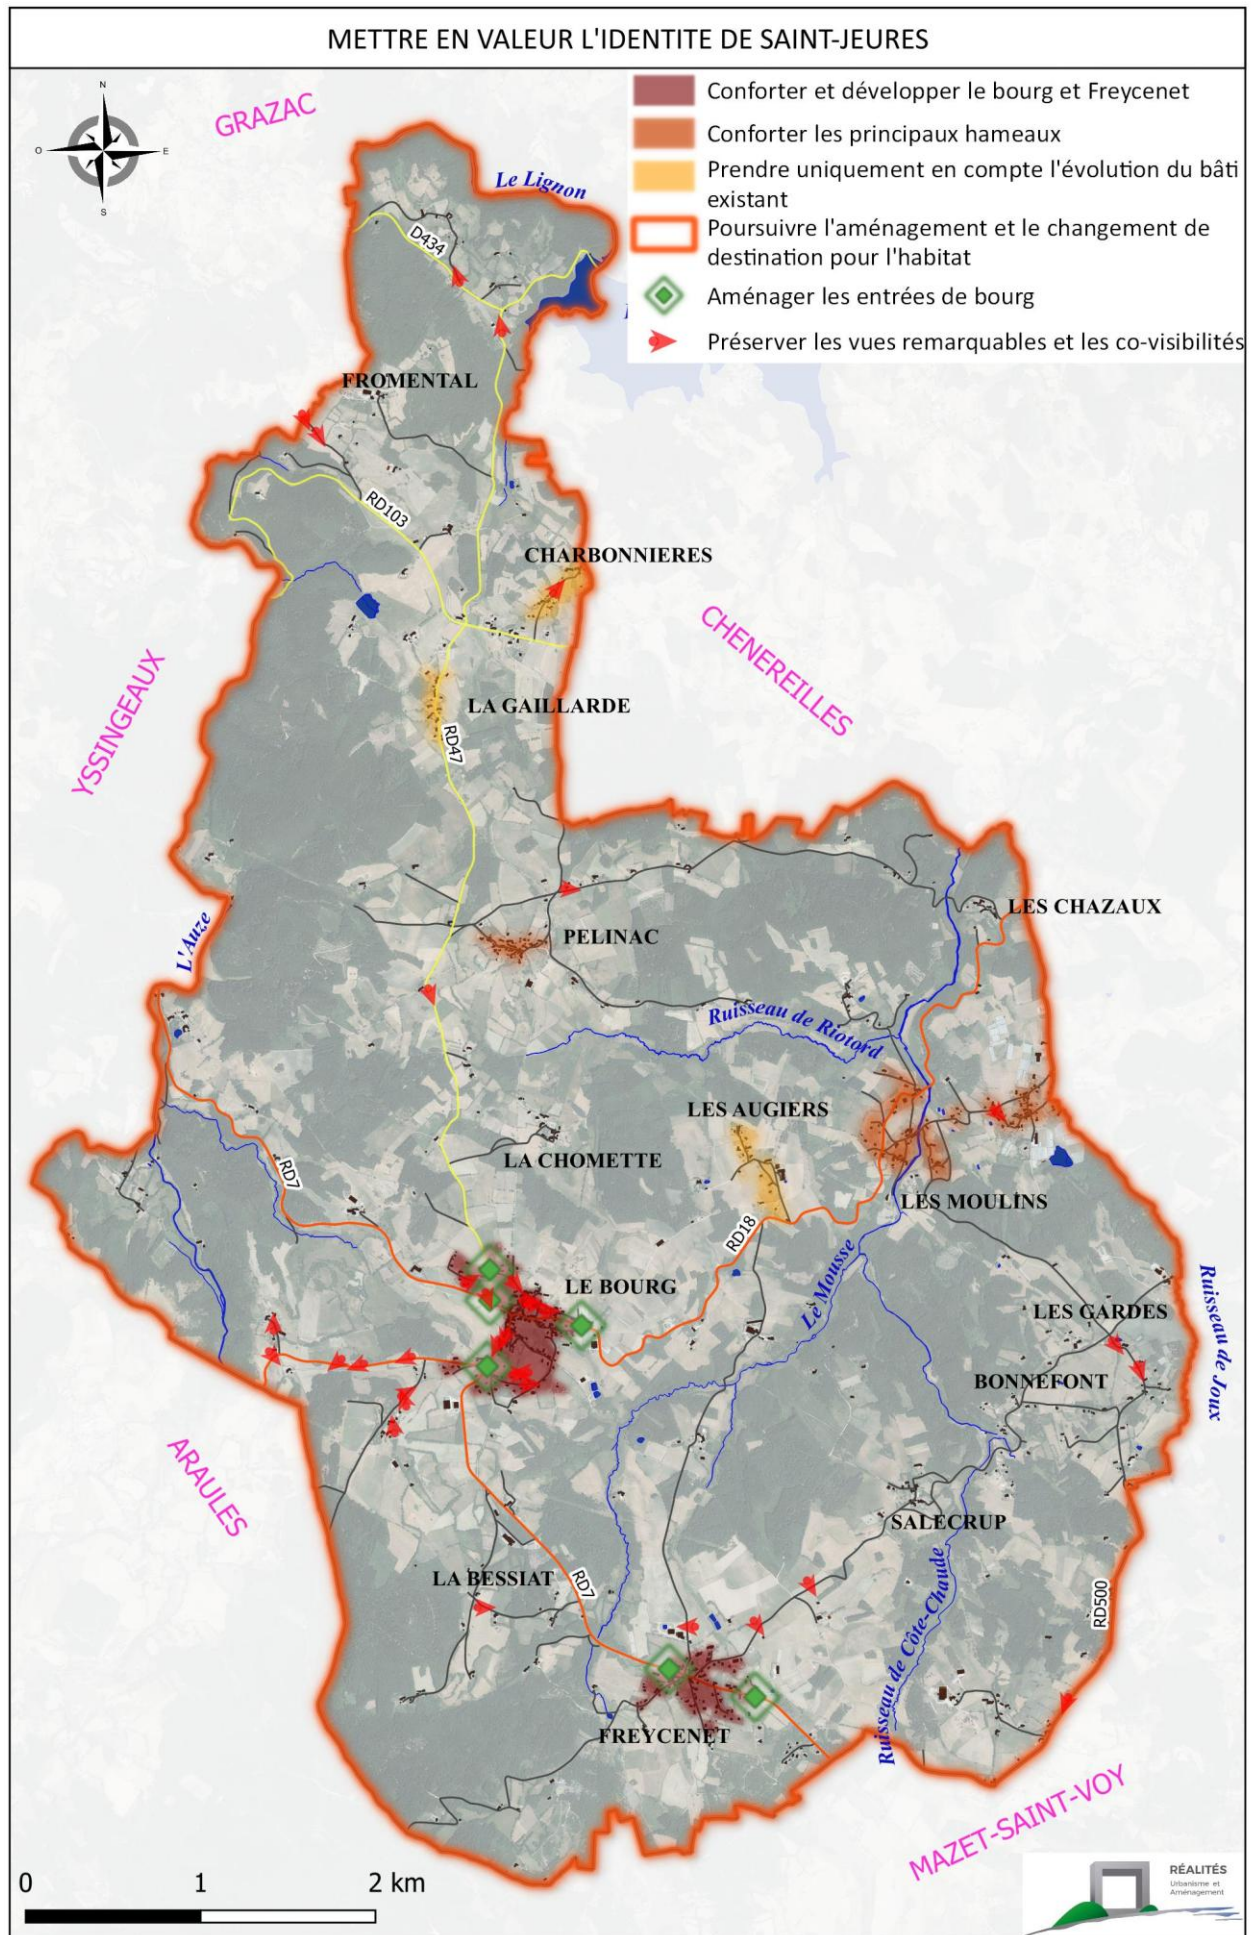 METTRE EN VALEUR L'IDENTITE DE SAINT-JEURES
Conforter et développer le bourg et Freycenet
Conforter les principaux hameaux
Prendre uniquement en compte l'évolution du bâti
existant
Poursuivre l'aménagement et le changement de
destination pour l'habitat
Aménager les entrées de bourg
Préserver les vues remarquables et les co-visibilités
N
O
E
S
GRAZAC
Le Lignon
D434
FROMENTAL
RD103
CHARBONNIERES
CHENEREILLES
YSSINGEAUX
LA GAILLARDE
RD47
LES CHAZAUX
L'Auze
PELINAC
Ruisseau de Riotord
LES AUGIERS
LA CHOMETTE
RD7
LES MOULINS
RD18
LE BOURG
Le Mousse
LES GARDES
Ruisseau de Joux
BONNEFONT
ARAULES
SALECRUP
LA BESSIAT
RD7
RD500
Ruisseau de Côte-Chaude
FREYCENET
MAZET-SAINT-VOY
0 1 2 km
RÉALITÉS
Urbanisme et
Aménagement